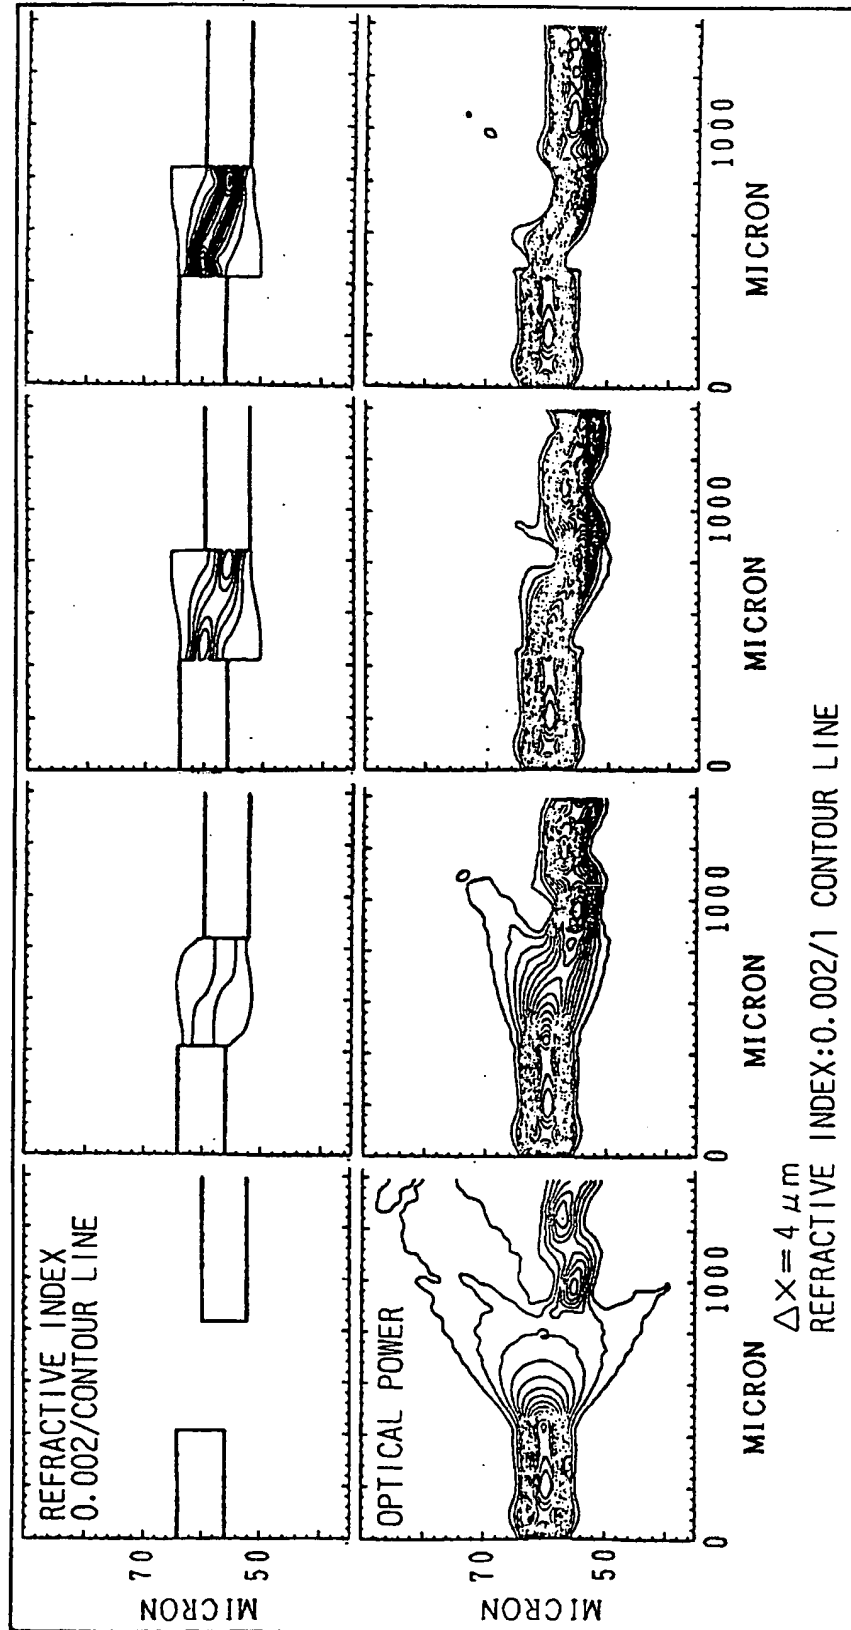 REFRACTIVE INDEX
0.002/CONTOUR LINE
70
50
MICRON
OPTICAL POWER
70
50
MICRON
0
1000
MICRON
0
1000
MICRON
0
1000
MICRON
0
1000
MICRON
△X=4 μm
REFRACTIVE INDEX:0.002/1 CONTOUR LINE